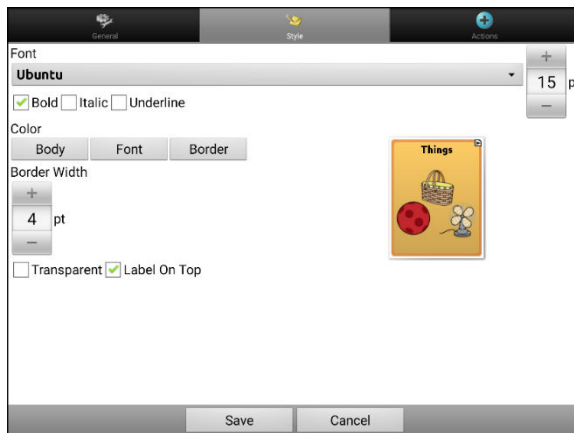 General Style Actions
Font
Ubuntu
15 p
Bold Italic Underline
Color
Body Font Border
Things
Border Width
4 pt
Transparent Label On Top
Save Cancel